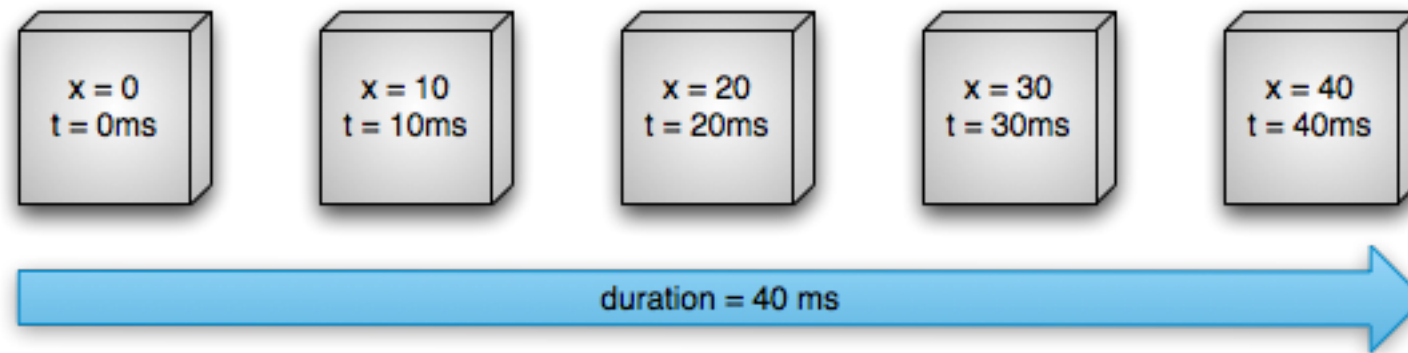 x = 0
t = 0ms
x = 10
t = 10ms
x = 20
t = 20ms
x = 30
t = 30ms
x = 40
t = 40ms
duration = 40 ms